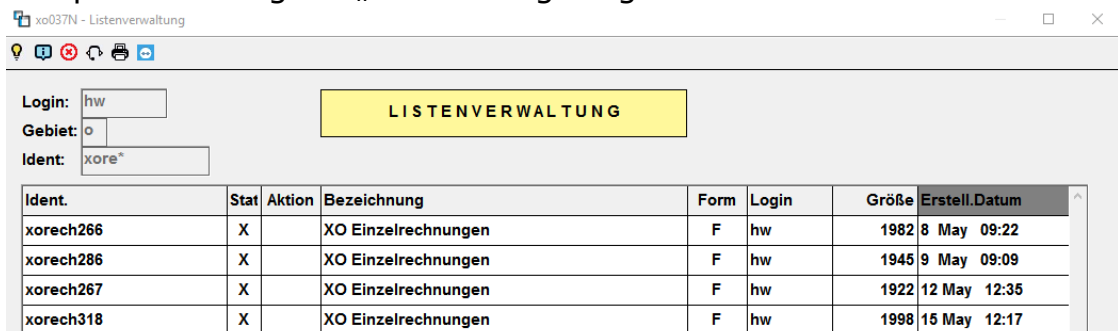 xo037N - Listenverwaltung
Login: hw
LISTENVERWALTUNG
Gebiet: o
Ident: xore*
Ident. Stat Aktion Bezeichnung Form Login Größe Erstell.Datum
xorech266 X XO Einzelrechnungen F hw 1982 8 May 09:22
xorech286 X XO Einzelrechnungen F hw 1945 9 May 09:09
xorech267 X XO Einzelrechnungen F hw 1922 12 May 12:35
xorech318 X XO Einzelrechnungen F hw 1998 15 May 12:17